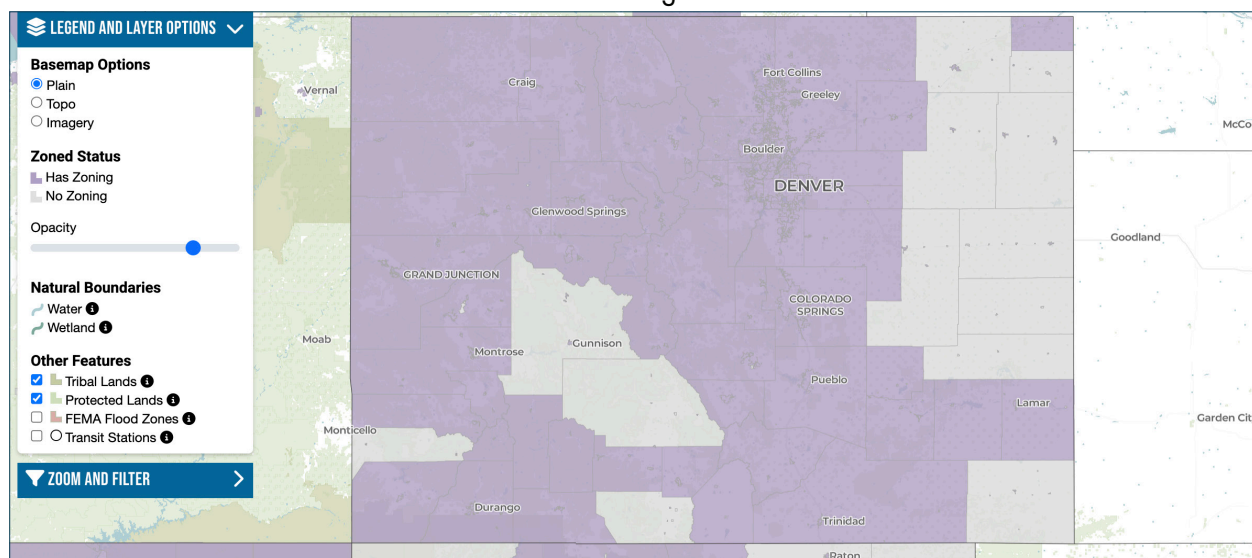 LEGEND AND LAYER OPTIONS
Basemap Options
Plain
Topo
Imagery
Zoned Status
Has Zoning
No Zoning
Opacity
Natural Boundaries
Water
Wetland
Other Features
Tribal Lands
Protected Lands
FEMA Flood Zones
Transit Stations
ZOOM AND FILTER
Vernal
Craig
Fort Collins
Greeley
McCo
Boulder
DENVER
Glenwood Springs
Goodland
GRAND JUNCTION
COLORADO
SPRINGS
Moab
Montrose
Gunnison
Pueblo
Lamar
Garden Cit
Monticello
Durango
Trinidad
Raton